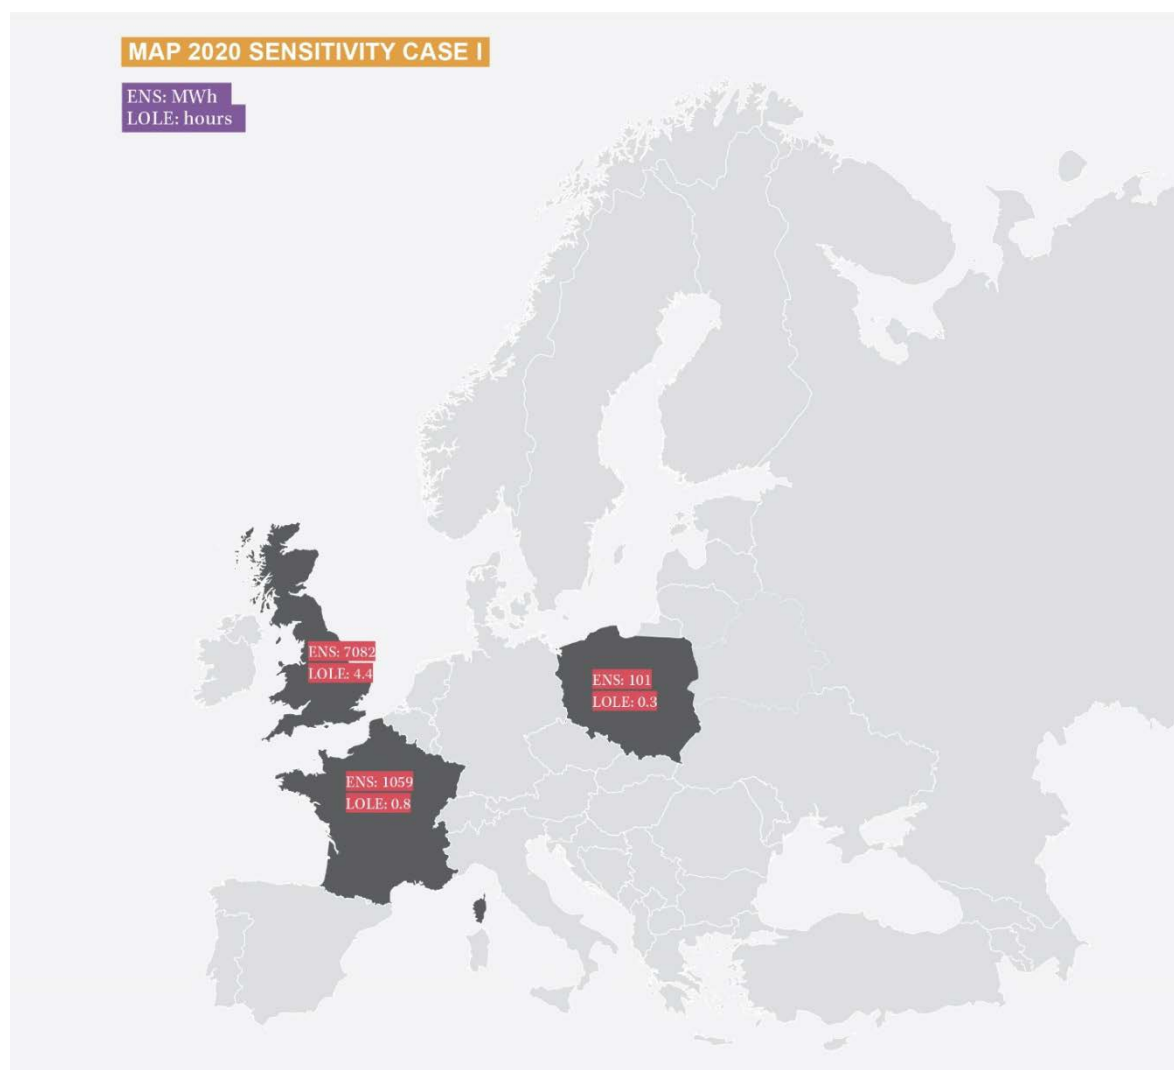 MAP 2020 SENSITIVITY CASE I
ENS: MWh
LOLE: hours
ENS: 7082
LOLE: 4.4
ENS: 101
LOLE: 0.3
ENS: 1059
LOLE: 0.8